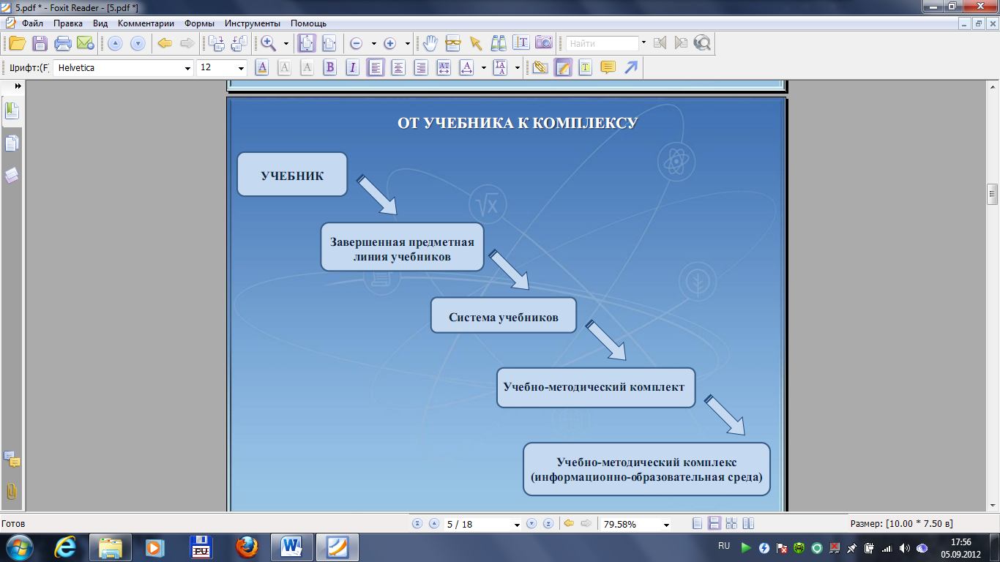 5.pdf * - Foxit Reader - [5.pdf *]
Файл Правка Вид Комментарии Формы Инструменты Помощь
Найти
Шрифт:(F Helvetica 12
ОТ УЧЕБНИКА К КОМПЛЕКСУ
УЧЕБНИК
Завершенная предметная
линия учебников
Система учебников
Учебно-методический комплект
Учебно-методический комплекс
(информационно-образовательная среда)
Готов 5 / 18 79.58% Размер: [10.00 * 7.50 в]
RU 17:56
05.09.2012